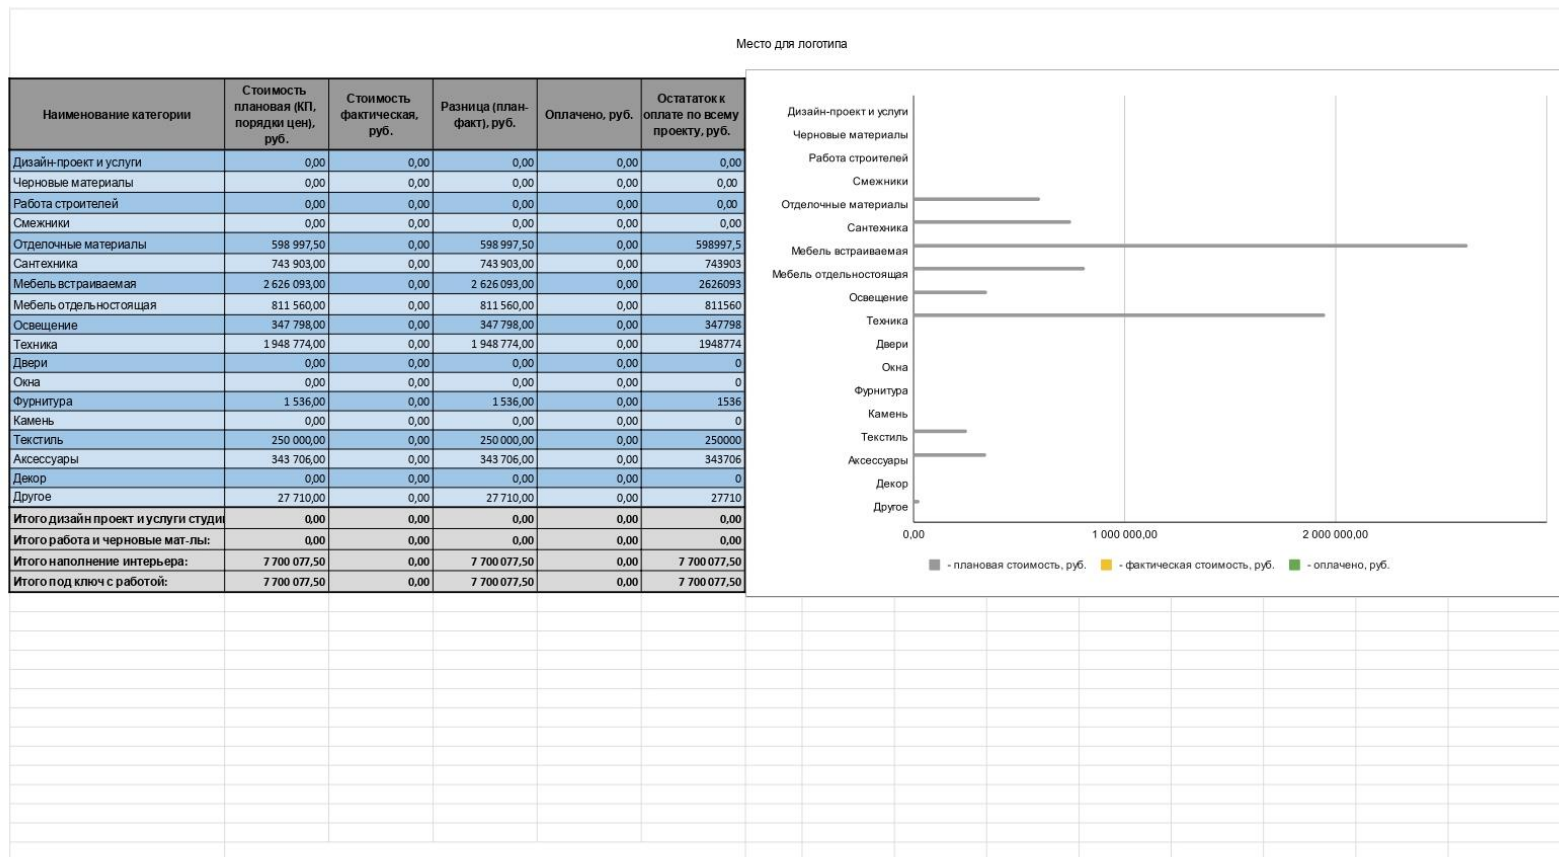 Место для логотипа
Наименование категории Стоимость плановая (КП, порядки цен), руб. Стоимость фактическая, руб. Разница (план-факт), руб. Оплачено, руб. Остататок к оплате по всему проекту, руб.
Дизайн-проект и услуги 0,00 0,00 0,00 0,00 0,00
Черновые материалы 0,00 0,00 0,00 0,00 0,00
Работа строителей 0,00 0,00 0,00 0,00 0,00
Смежники 0,00 0,00 0,00 0,00 0,00
Отделочные материалы 598 997,50 0,00 598 997,50 0,00 598997,5
Сантехника 743 903,00 0,00 743 903,00 0,00 743903
Мебель встраиваемая 2 626 093,00 0,00 2 626 093,00 0,00 2626093
Мебель отдельностоящая 811 560,00 0,00 811 560,00 0,00 811560
Освещение 347 798,00 0,00 347 798,00 0,00 347798
Техника 1 948 774,00 0,00 1 948 774,00 0,00 1948774
Двери 0,00 0,00 0,00 0,00 0
Окна 0,00 0,00 0,00 0,00 0
Фурнитура 1 536,00 0,00 1 536,00 0,00 1536
Камень 0,00 0,00 0,00 0,00 0
Текстиль 250 000,00 0,00 250 000,00 0,00 250000
Аксессуары 343 706,00 0,00 343 706,00 0,00 343706
Декор 0,00 0,00 0,00 0,00 0
Другое 27 710,00 0,00 27 710,00 0,00 27710
Итого дизайн проект и услуги студи 0,00 0,00 0,00 0,00 0,00
Итого работа и черновые мат-лы: 0,00 0,00 0,00 0,00 0,00
Итого наполнение интерьера: 7 700 077,50 0,00 7 700 077,50 0,00 7 700 077,50
Итого под ключ с работой: 7 700 077,50 0,00 7 700 077,50 0,00 7 700 077,50
Дизайн-проект и услуги
Черновые материалы
Работа строителей
Смежники
Отделочные материалы
Сантехника
Мебель встраиваемая
Мебель отдельностоящая
Освещение
Техника
Двери
Окна
Фурнитура
Камень
Текстиль
Аксессуары
Декор
Другое
0,00 1 000 000,00 2 000 000,00
- плановая стоимость, руб. - фактическая стоимость, руб. - оплачено, руб.